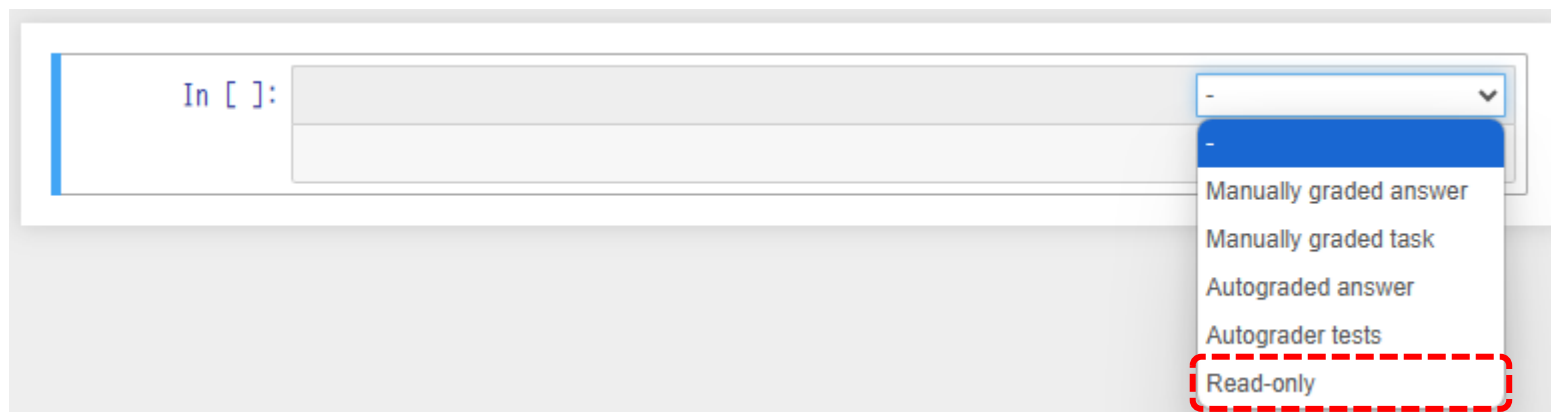 In [ ]:
-
-
Manually graded answer
Manually graded task
Autograded answer
Autograder tests
Read-only